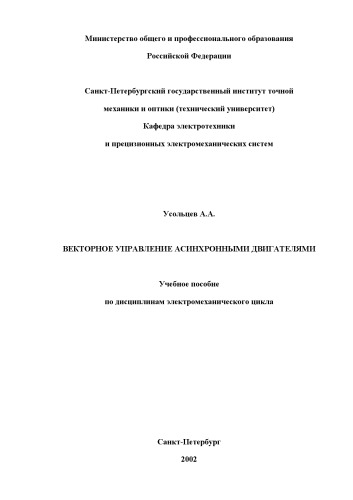 Министерство общего и профессионального образования
Российской Федерации
Санкт-Петербургский государственный институт точной
механики и оптики (технический университет)
Кафедра электротехники
и прецизионных электромеханических систем
Усольцев А.А.
ВЕКТОРНОЕ УПРАВЛЕНИЕ АСИНХРОННЫМИ ДВИГАТЕЛЯМИ
Учебное пособие
по дисциплинам электромеханического цикла
Санкт-Петербург
2002